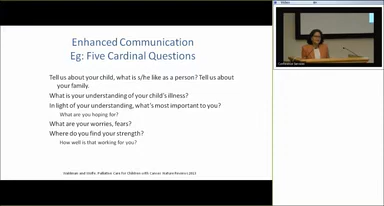 Enhanced Communication
Eg: Five Cardinal Questions
Tell us about your child, what is s/he like as a person? Tell us about
your family.
What is your understanding of your child's illness?
In light of your understanding, what's most important to you?
What are you hoping for?
What are your worries, fears?
Where do you find your strength?
How well is that working for you?
Feldman and Wolfe. Palliative Care for Children with Cancer. Nature Reviews 2013